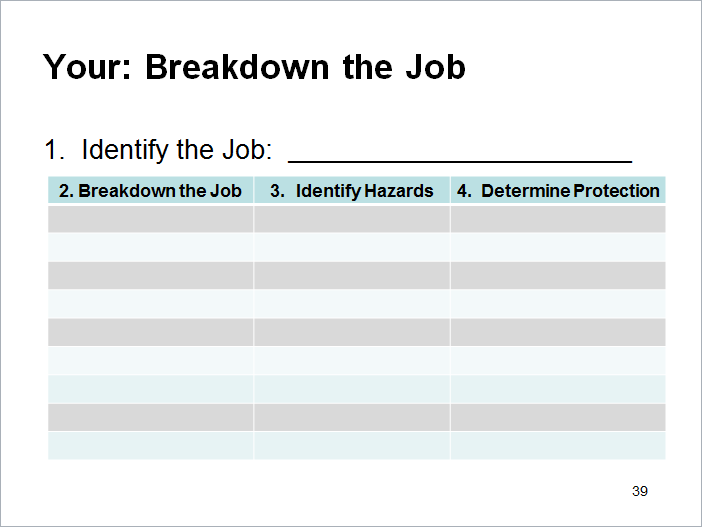 Your: Breakdown the Job
1. Identify the Job: _______________________
2. Breakdown the Job 3. Identify Hazards 4. Determine Protection
39